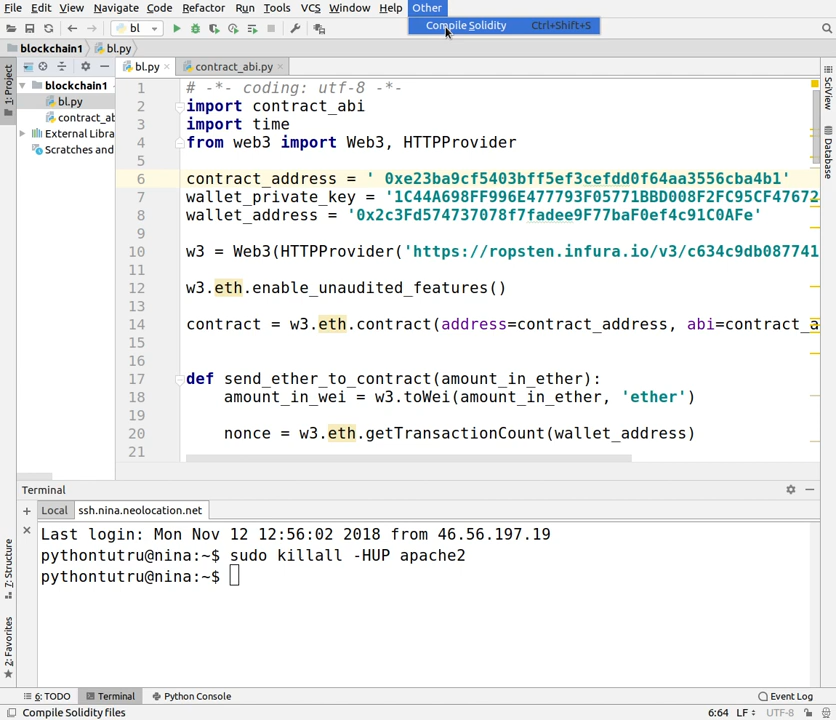 File Edit View Navigate Code Refactor Run Tools VCS Window Help Other
bl
Compile Solidity Ctrl+Shift+S
blockchain1 bl.py
1: Project
blockchain1
bl.py
contract_ab
External Libra
Scratches and
bl.py contract_abi.py
1 # -*- coding: utf-8 -*-
2 import contract_abi
3 import time
4 from web3 import Web3, HTTPProvider
5
6 contract_address = ' 0xe23ba9cf5403bff5ef3cefdd0f64aa3556cba4b1'
7 wallet_private_key = '1C44A698FF996E477793F05771BBD008F2FC95CF47672
8 wallet_address = '0x2c3Fd574737078f7fadee9F77baF0ef4c91C0AFe'
9
10 w3 = Web3(HTTPProvider('https://ropsten.infura.io/v3/c634c9db087741
11
12 w3.eth.enable_unaudited_features()
13
14 contract = w3.eth.contract(address=contract_address, abi=contract_a
15
16
17 def send_ether_to_contract(amount_in_ether):
18 amount_in_wei = w3.toWei(amount_in_ether, 'ether')
19
20 nonce = w3.eth.getTransactionCount(wallet_address)
21
SciView
Database
Terminal
Local ssh.nina.neolocation.net
Last login: Mon Nov 12 12:56:02 2018 from 46.56.197.19
pythontutru@nina:~$ sudo killall -HUP apache2
pythontutru@nina:~$
7: Structure
2: Favorites
6: TODO Terminal Python Console Event Log
Compile Solidity files 6:64 LF UTF-8